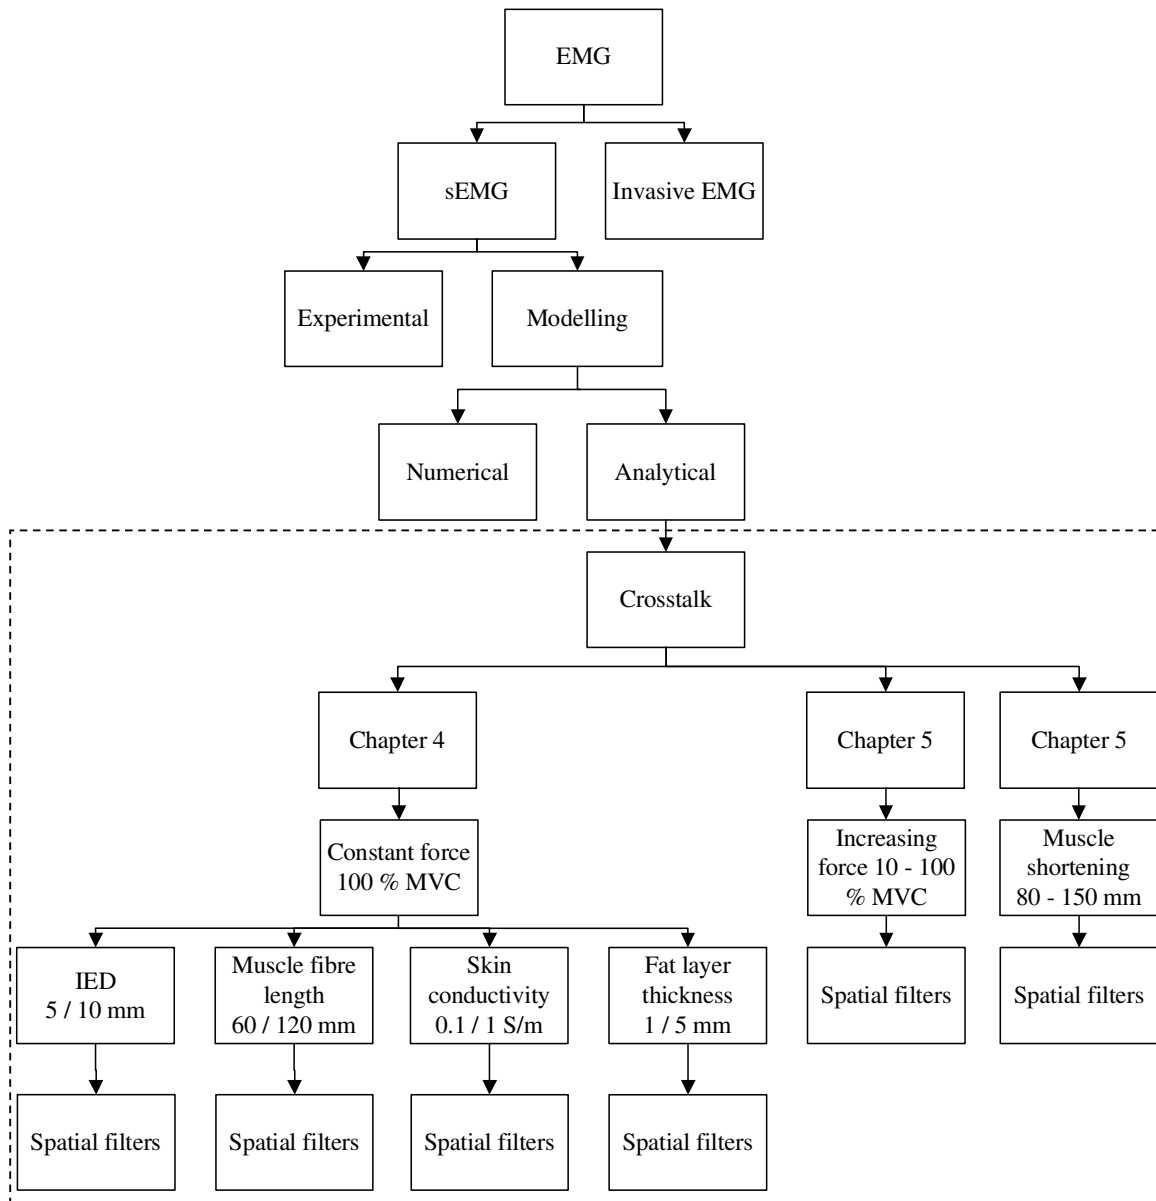 EMG
sEMG
Invasive EMG
Experimental
Modelling
Numerical
Analytical
Crosstalk
Chapter 4
Chapter 5
Chapter 5
Constant force
100 % MVC
Increasing
force 10 - 100
% MVC
Muscle
shortening
80 - 150 mm
IED
5 / 10 mm
Muscle fibre
length
60 / 120 mm
Skin
conductivity
0.1 / 1 S/m
Fat layer
thickness
1 / 5 mm
Spatial filters
Spatial filters
Spatial filters
Spatial filters
Spatial filters
Spatial filters